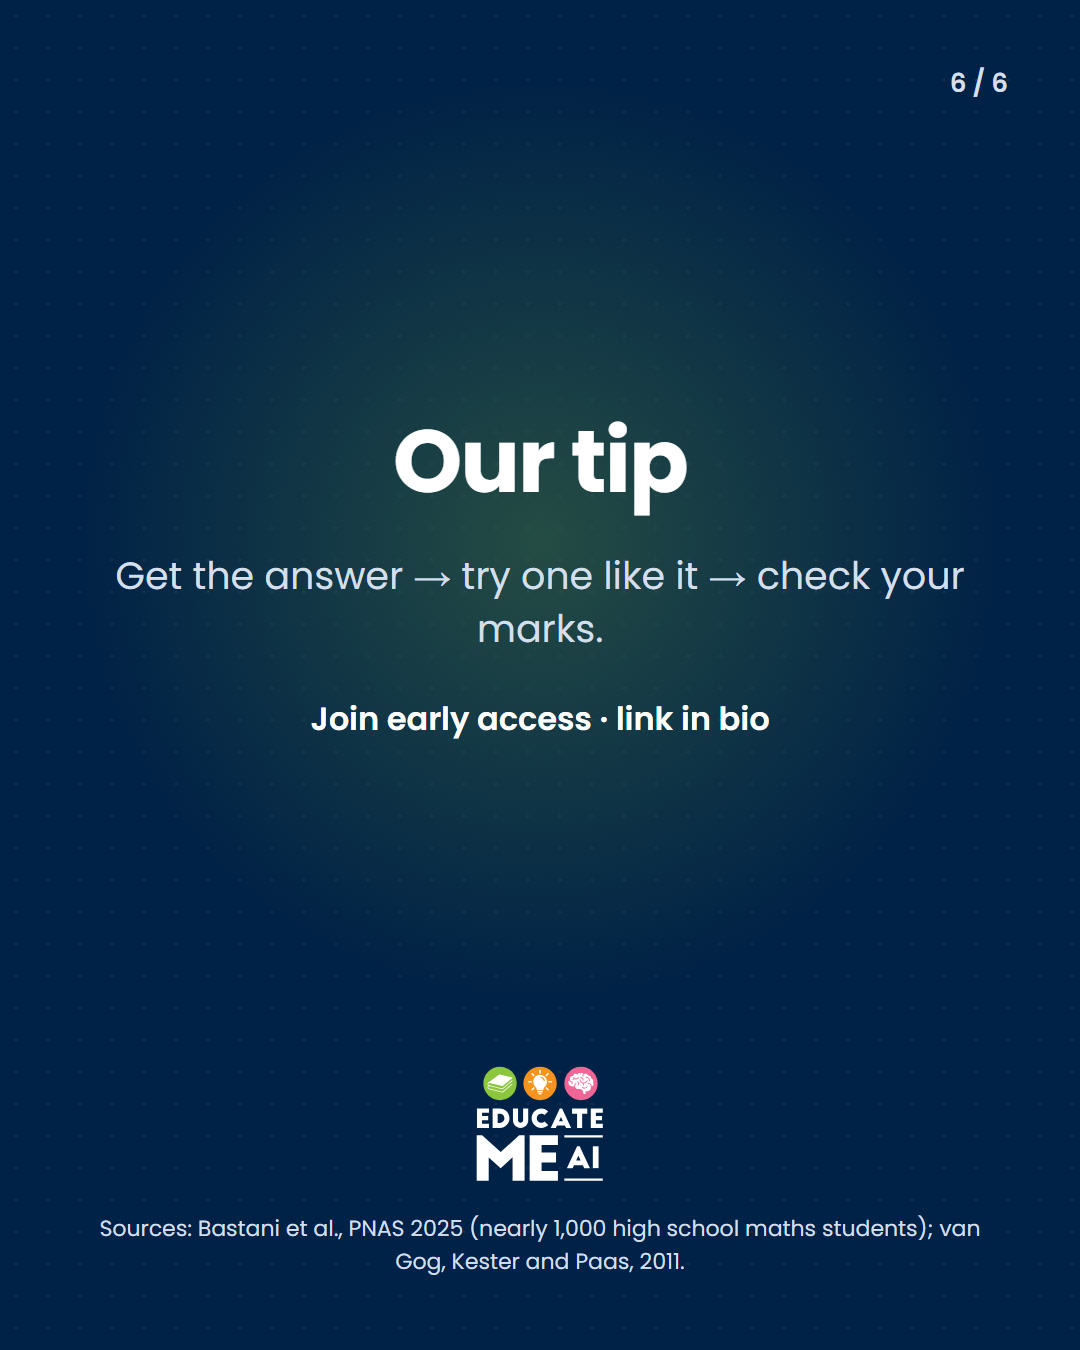 6 / 6
Our tip
Get the answer → try one like it → check your
marks.
Join early access · link in bio
EDUCATE
ME AI
Sources: Bastani et al., PNAS 2025 (nearly 1,000 high school maths students); van
Gog, Kester and Paas, 2011.